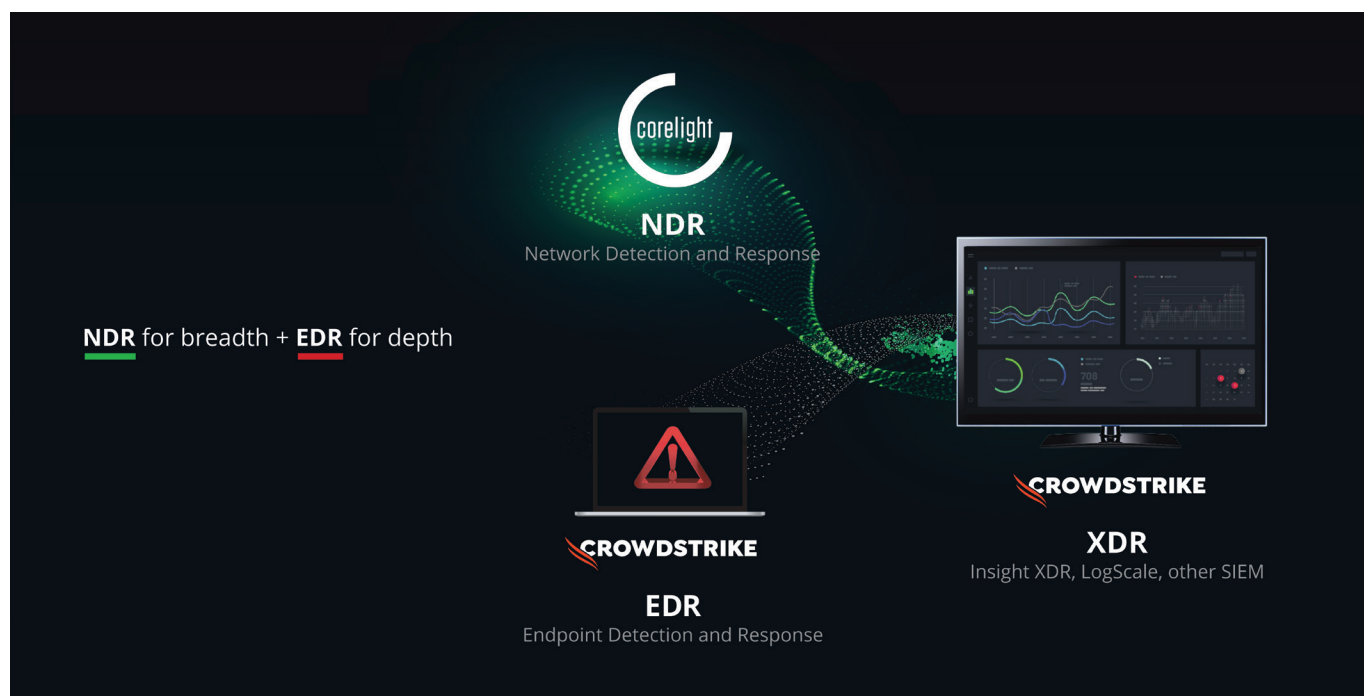 corelight
NDR
Network Detection and Response
NDR for breadth + EDR for depth
708
CROWDSTRIKE
EDR
Endpoint Detection and Response
CROWDSTRIKE
XDR
Insight XDR, LogScale, other SIEM